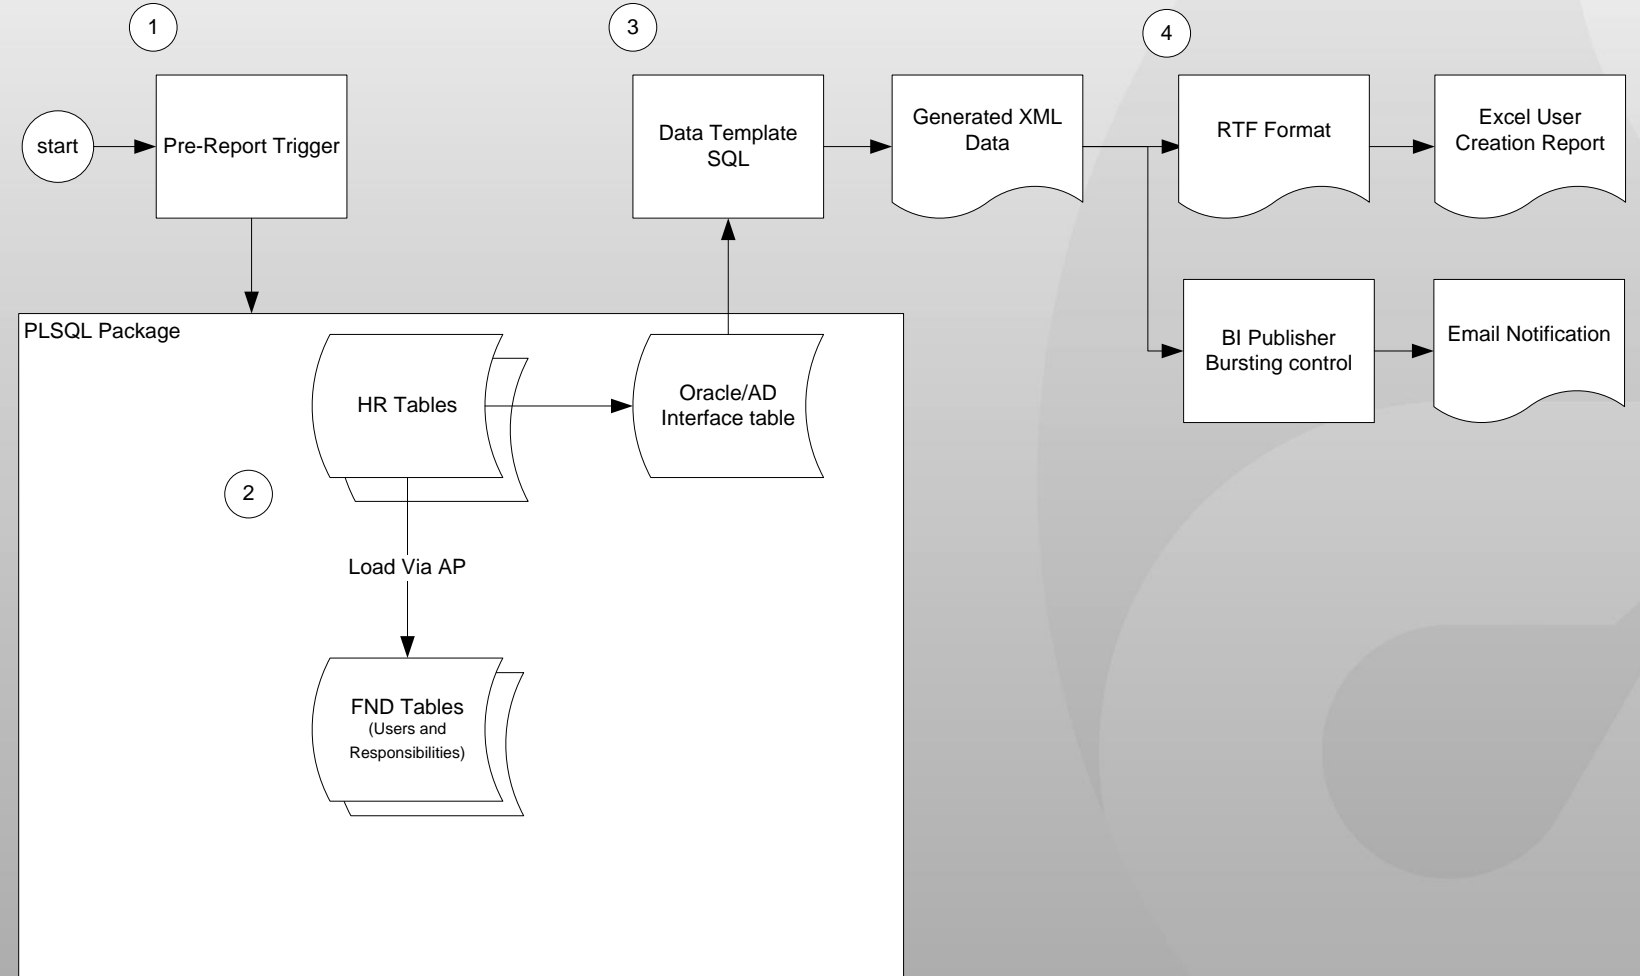 1
3
4
start
Pre-Report Trigger
Data Template
SQL
Generated XML
Data
RTF Format
Excel User
Creation Report
BI Publisher
Bursting control
Email Notification
PLSQL Package
HR Tables
Oracle/AD
Interface table
2
Load Via AP
FND Tables
(Users and
Responsibilities)